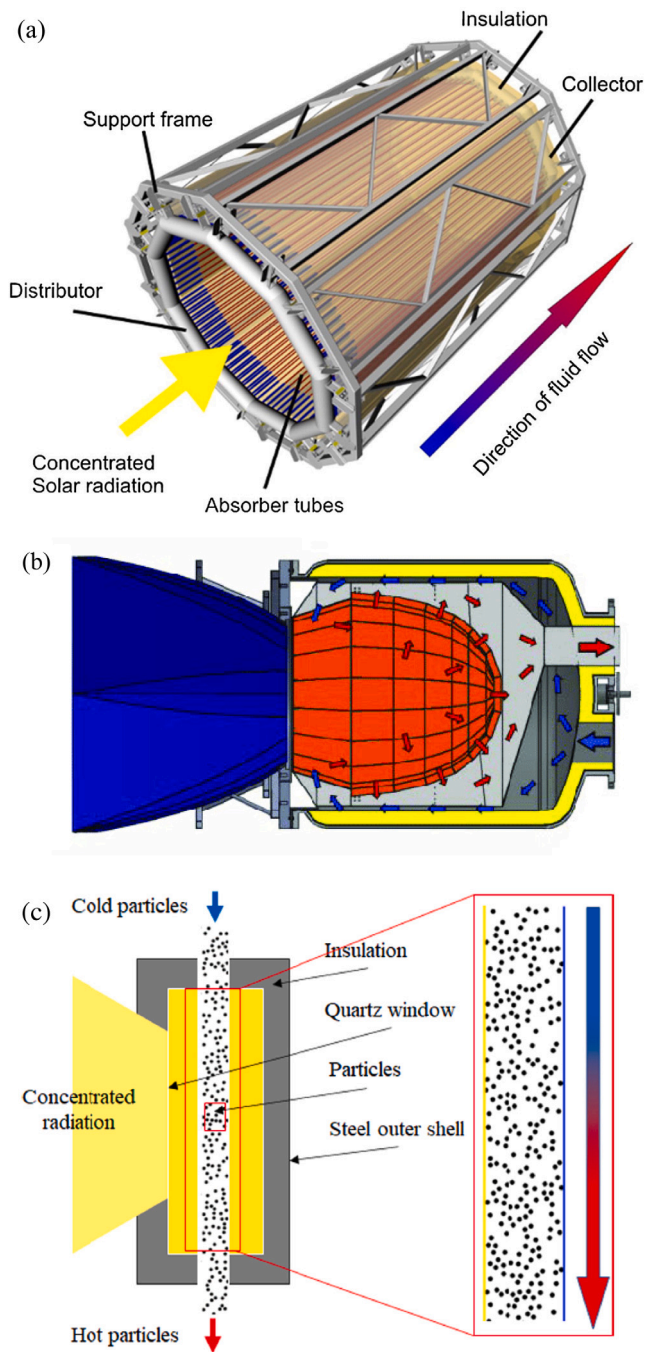 (a)
Insulation
Collector
Support frame
Distributor
Concentrated
Solar radiation
Absorber tubes
Direction of fluid flow
(b)
(c)
Cold particles
Insulation
Quartz window
Particles
Concentrated
radiation
Steel outer shell
Hot particles